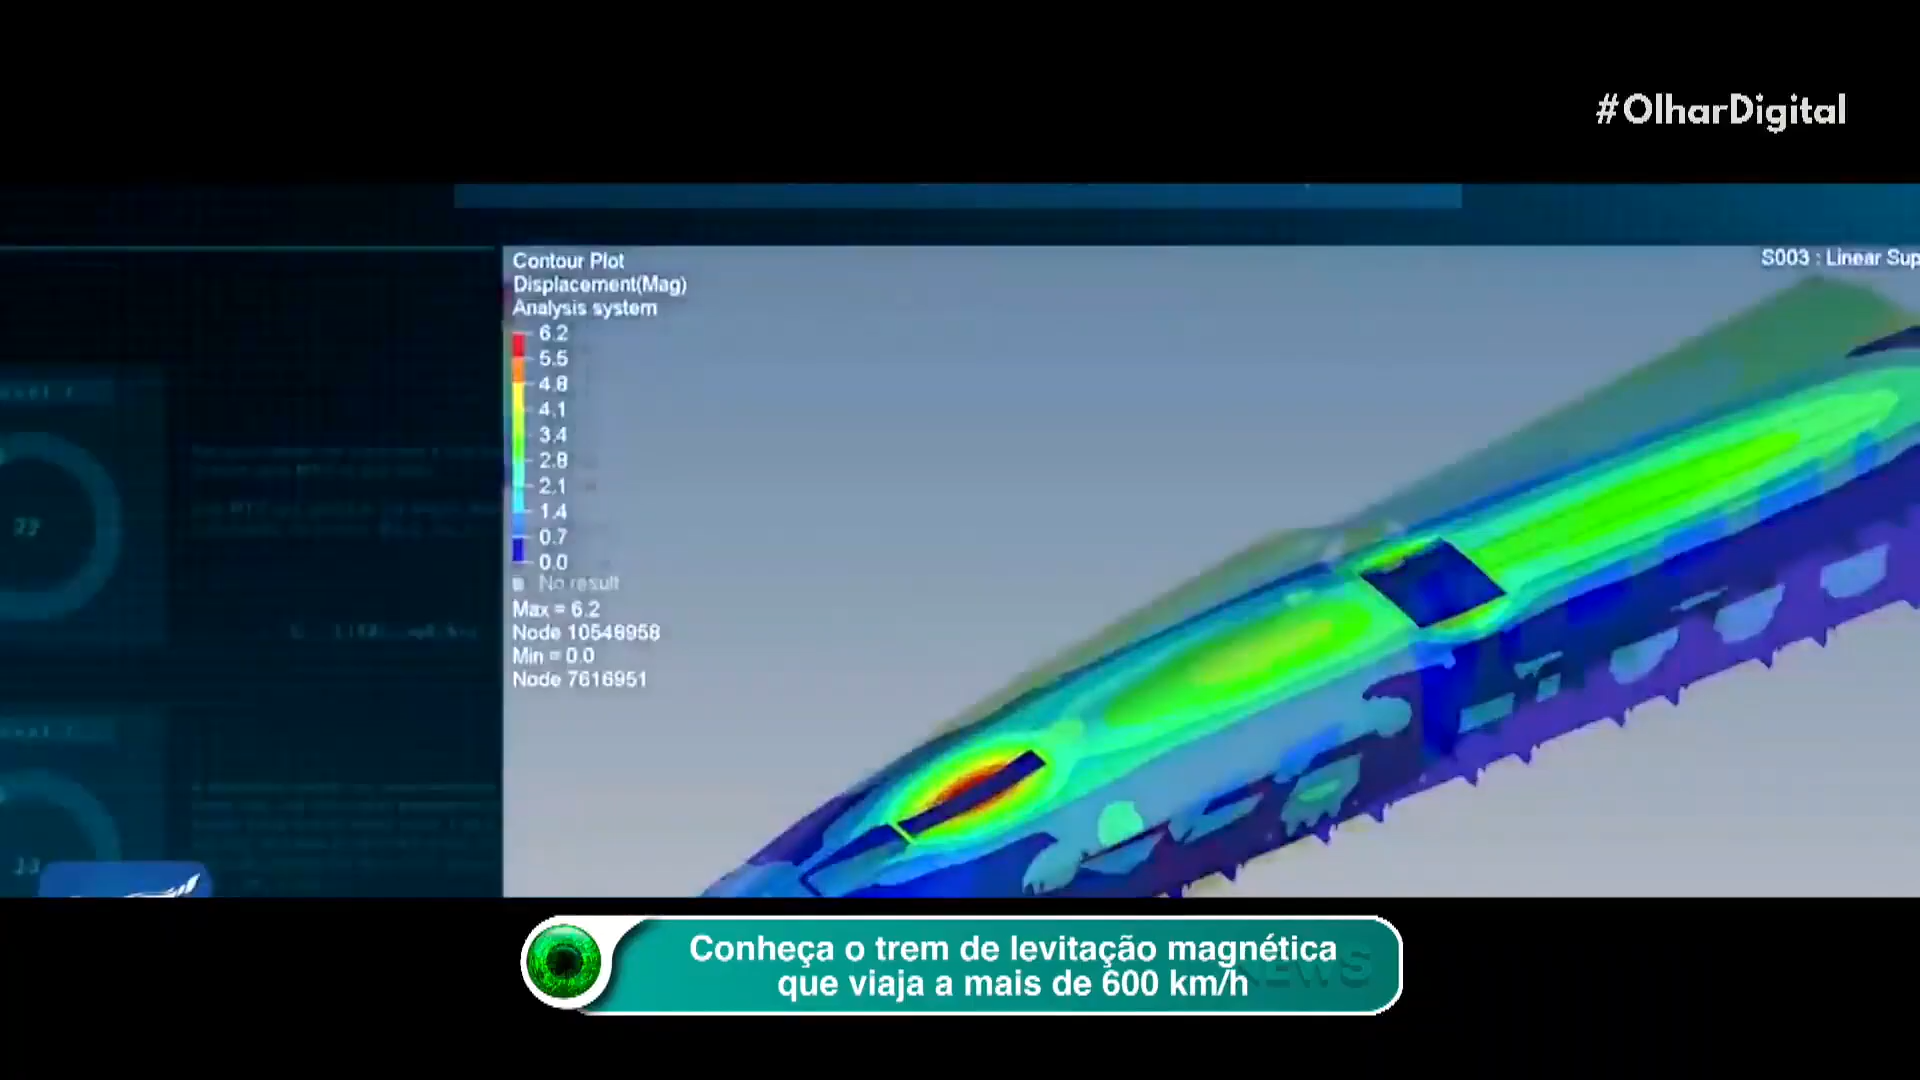 #OlharDigital
Contour Plot
Displacement(Mag)
Analysis system
S003 : Linear Sup
6.2
5.5
4.8
4.1
3.4
2.8
2.1
1.4
0.7
0.0
No result
Max = 6.2
Node 10548958
Min = 0.0
Node 7616951
Conheça o trem de levitação magnética
que viaja a mais de 600 km/h
NEWS